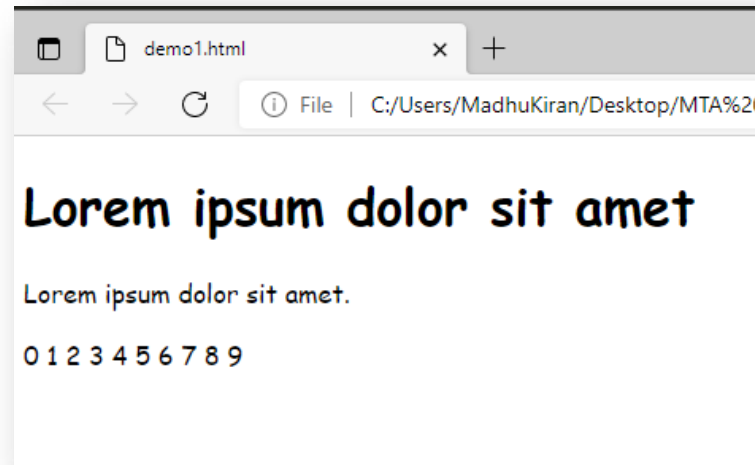 demo1.html
File C:/Users/MadhuKiran/Desktop/MTA%2
Lorem ipsum dolor sit amet
Lorem ipsum dolor sit amet.
0 1 2 3 4 5 6 7 8 9